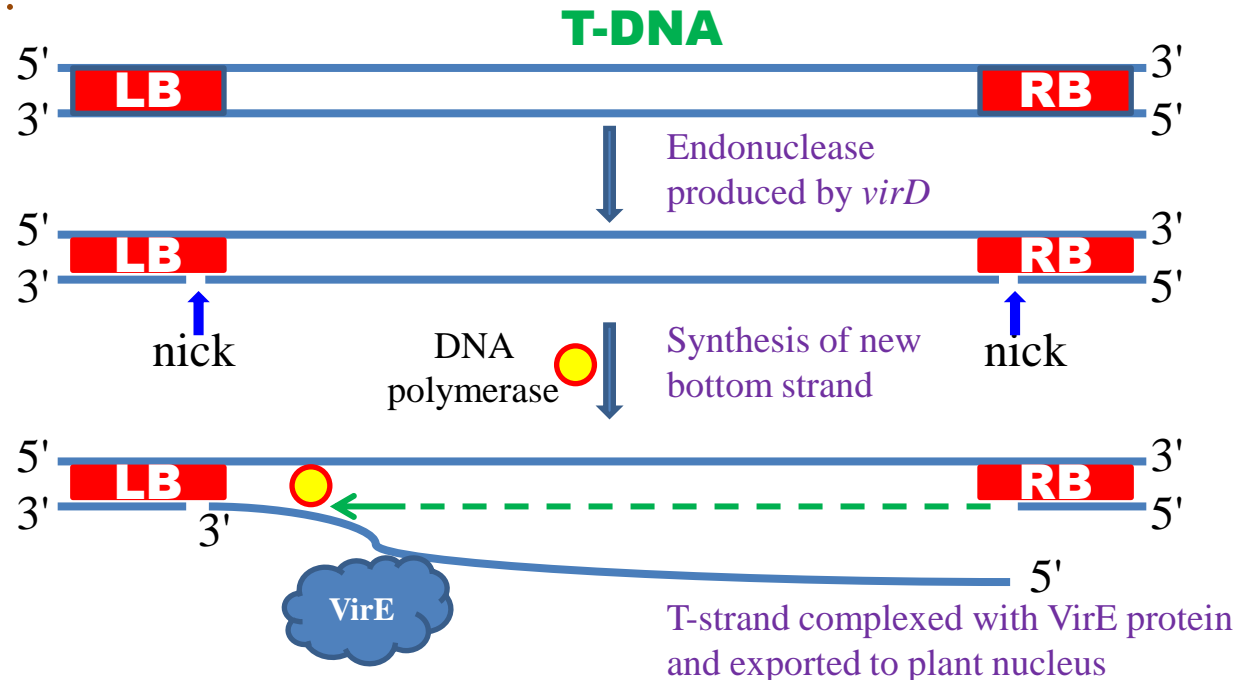 T-DNA
5' 3'
LB RB
3' 5'
Endonuclease
produced by virD
5' 3'
LB RB
3' 5'
nick nick
DNA
polymerase
Synthesis of new
bottom strand
5' 3'
LB RB
3' 5'
3'
5'
VirE
T-strand complexed with VirE protein
and exported to plant nucleus